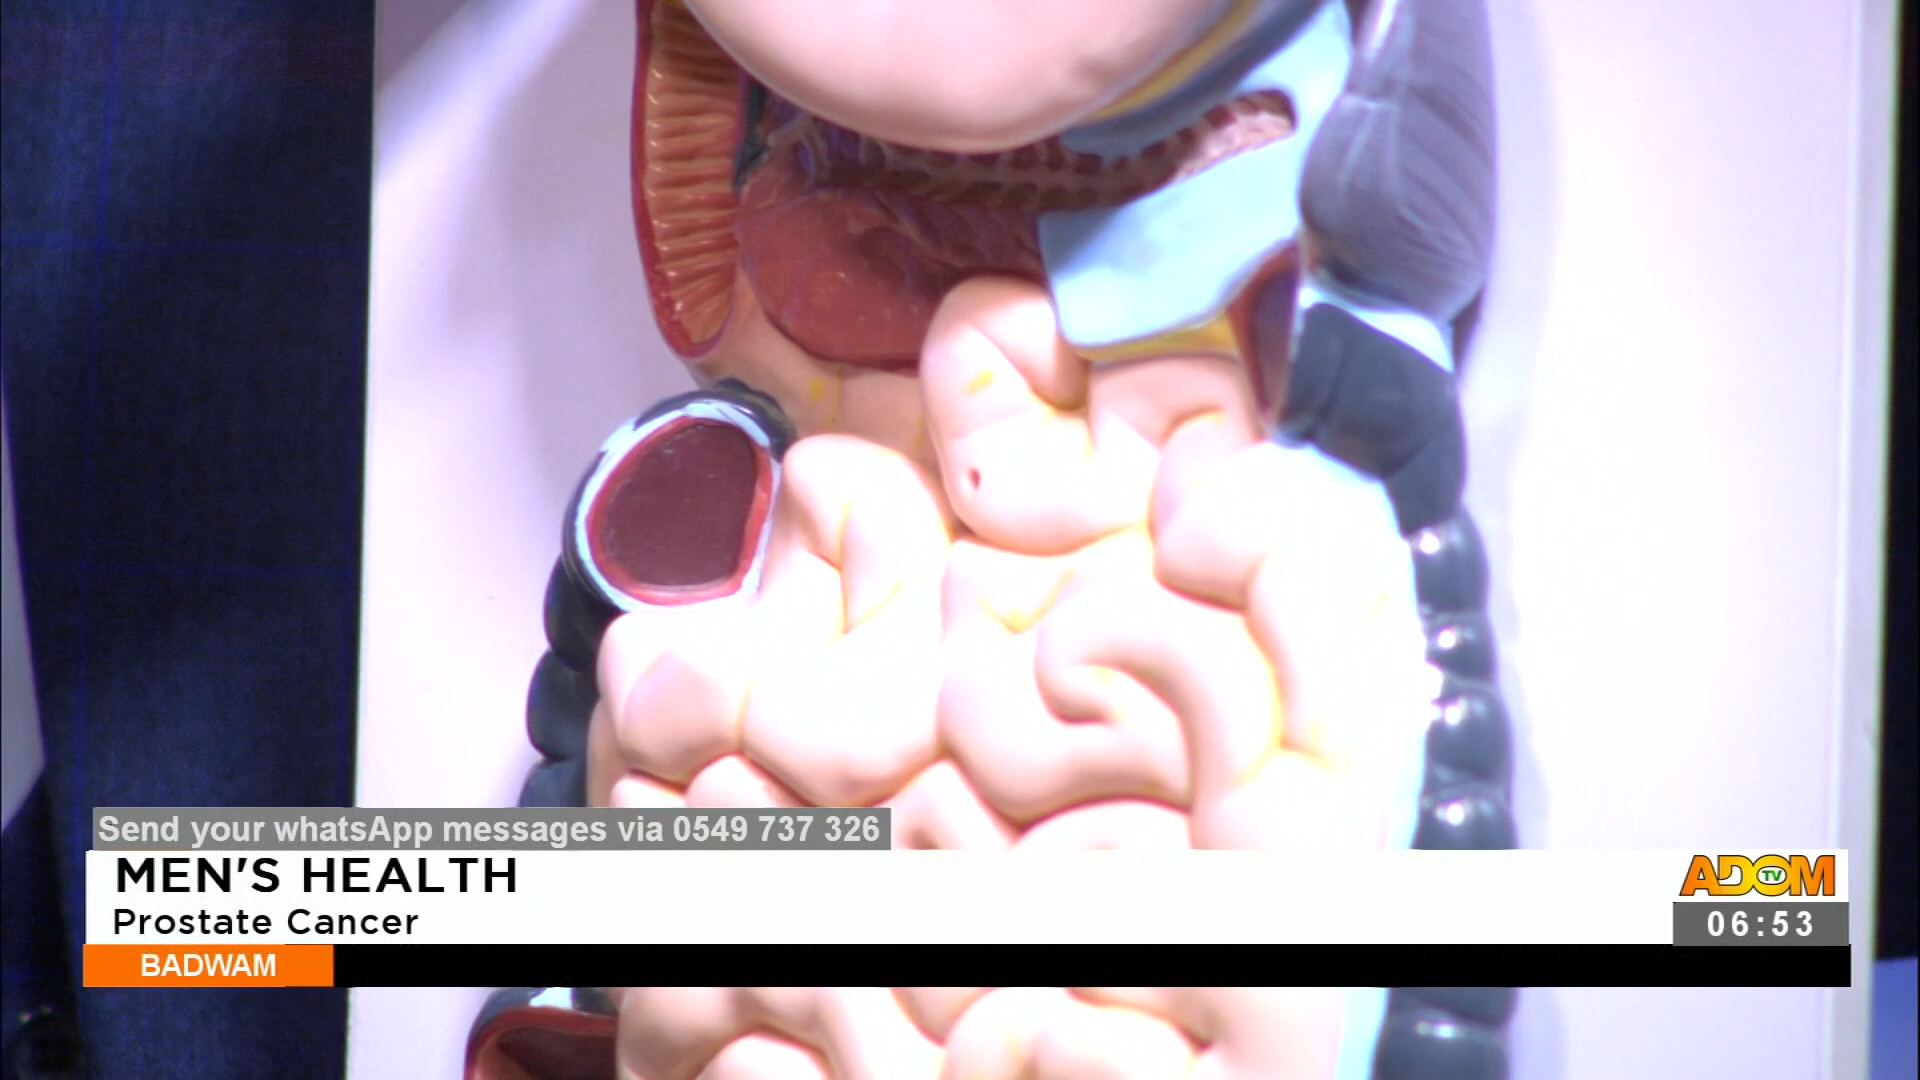 Send your whatsApp messages via 0549 737 326
MEN'S HEALTH
Prostate Cancer
ADOM
TV
06:53
BADWAM